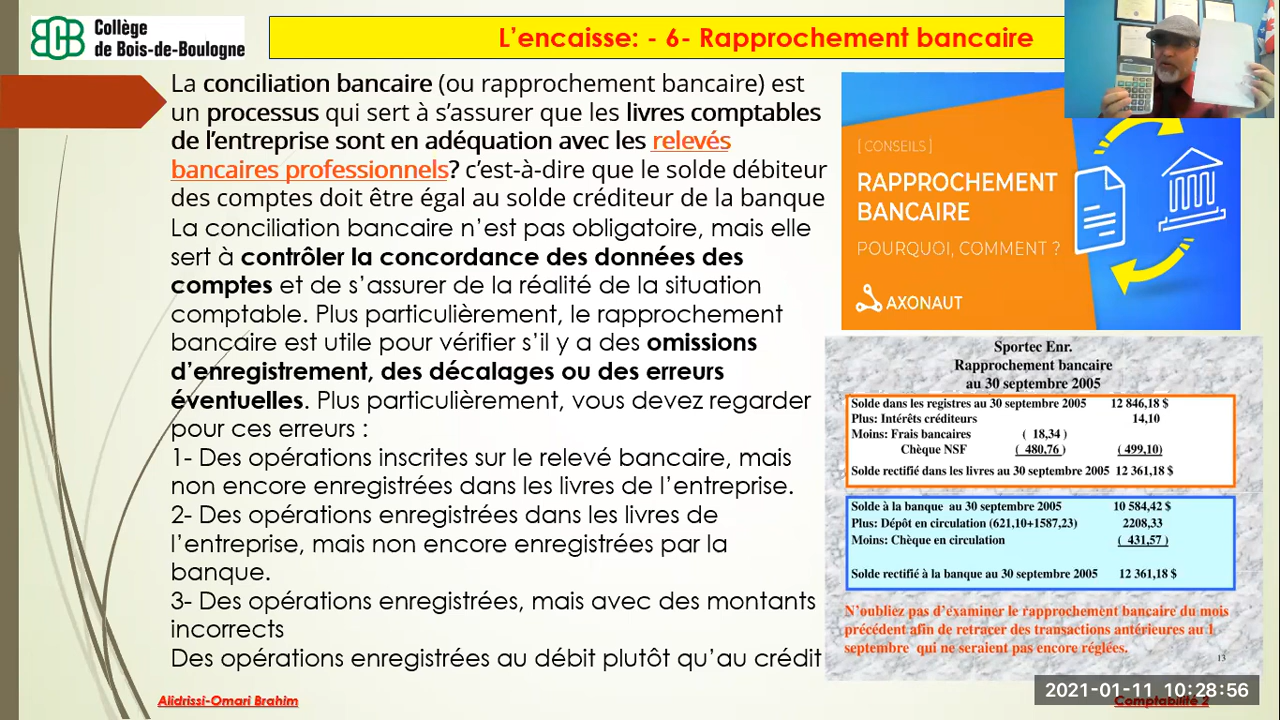 Collège
de Bois-de-Boulogne
L'encaisse: - 6- Rapprochement bancaire
La conciliation bancaire (ou rapprochement bancaire) est
un processus qui sert à s'assurer que les livres comptables
de l'entreprise sont en adéquation avec les relevés
bancaires professionnels? c'est-à-dire que le solde débiteur
des comptes doit être égal au solde créditeur de la banque
La conciliation bancaire n'est pas obligatoire, mais elle
sert à contrôler la concordance des données des
comptes et de s'assurer de la réalité de la situation
comptable. Plus particulièrement, le rapprochement
bancaire est utile pour vérifier s'il y a des omissions
d'enregistrement, des décalages ou des erreurs
éventuelles. Plus particulièrement, vous devez regarder
pour ces erreurs :
1- Des opérations inscrites sur le relevé bancaire, mais
non encore enregistrées dans les livres de l'entreprise.
2- Des opérations enregistrées dans les livres de
l'entreprise, mais non encore enregistrées par la
banque.
3- Des opérations enregistrées, mais avec des montants
incorrects
Des opérations enregistrées au débit plutôt qu'au crédit
[ CONSEILS ]
RAPPROCHEMENT
BANCAIRE
POURQUOI, COMMENT ?
AXONAUT
Sportec Enr.
Rapprochement bancaire
au 30 septembre 2005
Solde dans les registres au 30 septembre 2005 12 846,18 $
Plus: Intérêts créditeurs 14,10
Moins: Frais bancaires ( 18,34 )
Chèque NSF ( 480,76 ) ( 499,10)
Solde rectifié dans les livres au 30 septembre 2005 12 361,18 $
Solde à la banque au 30 septembre 2005 10 584,42 $
Plus: Dépôt en circulation (621,10+1587,23) 2208,33
Moins: Chèque en circulation ( 431,57 )
Solde rectifié à la banque au 30 septembre 2005 12 361,18 $
N'oubliez pas d'examiner le rapprochement bancaire du mois
précédent afin de retracer des transactions antérieures au 1
septembre qui ne seraient pas encore réglées.
13
Alidrissi-Omari Brahim
Comptabilité 2
2021-01-11 10:28:56